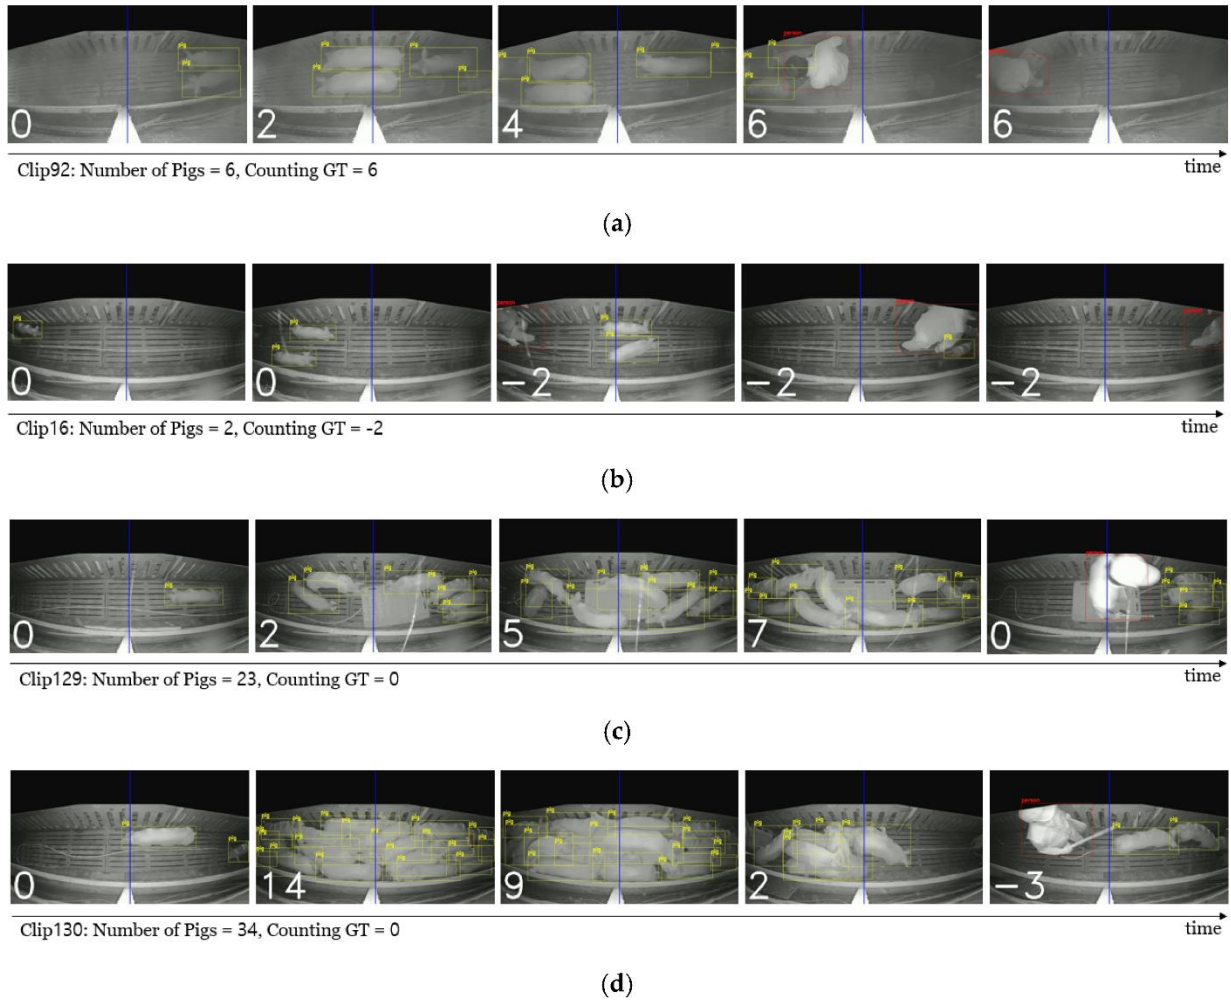 0 2 4 6 6
time
Clip92: Number of Pigs = 6, Counting GT = 6
(a)
0 0 -2 -2 -2
time
Clip16: Number of Pigs = 2, Counting GT = -2
(b)
0 2 5 7 0
time
Clip129: Number of Pigs = 23, Counting GT = 0
(c)
0 14 9 2 -3
time
Clip130: Number of Pigs = 34, Counting GT = 0
(d)